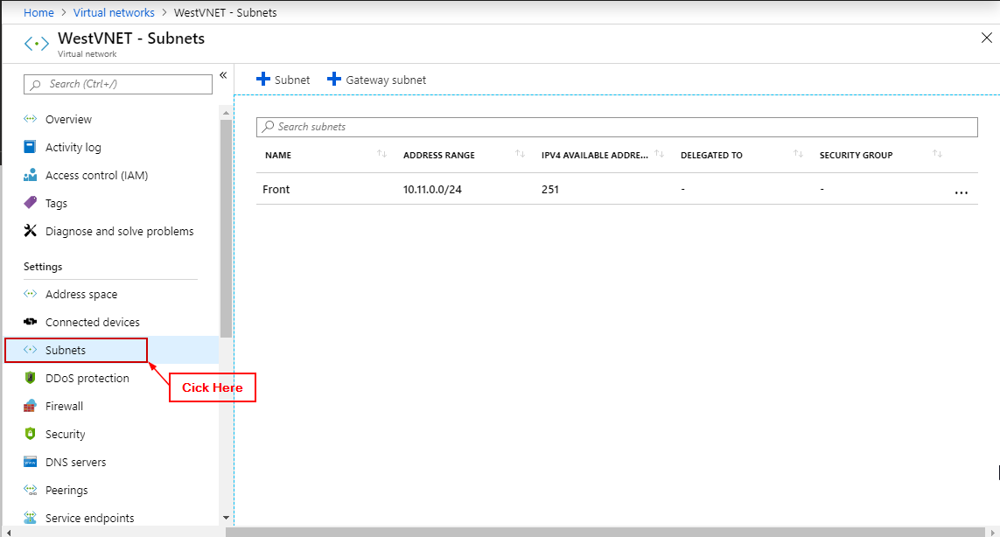 Home > Virtual networks > WestVNET - Subnets
WestVNET - Subnets
Virtual network
Search (Ctrl+/)
Overview
Activity log
Access control (IAM)
Tags
Diagnose and solve problems
Settings
Address space
Connected devices
Subnets
Cick Here
DDoS protection
Firewall
Security
DNS servers
Peerings
Service endpoints
+ Subnet + Gateway subnet
Search subnets
NAME ADDRESS RANGE IPV4 AVAILABLE ADDRE... DELEGATED TO SECURITY GROUP
Front 10.11.0.0/24 251 - - ...